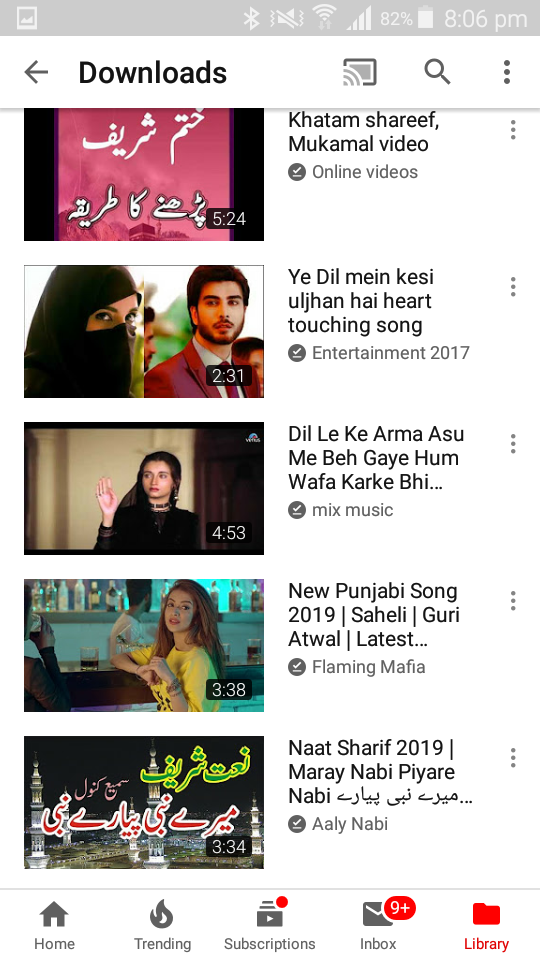 82% 8:06 pm
Downloads
ختم شریف
پڑھنے کا طریقہ
5:24
Khatam shareef,
Mukamal video
Online videos
2:31
Ye Dil mein kesi
uljhan hai heart
touching song
Entertainment 2017
VENUS
4:53
Dil Le Ke Arma Asu
Me Beh Gaye Hum
Wafa Karke Bhi...
mix music
3:38
New Punjabi Song
2019 | Saheli | Guri
Atwal | Latest...
Flaming Mafia
نعت شریف
سمیع کنول
میرے نبی پیارے نبی
3:34
Naat Sharif 2019 |
Maray Nabi Piyare
Nabi میرے نبی پیارے...
Aaly Nabi
9+
Home Trending Subscriptions Inbox Library